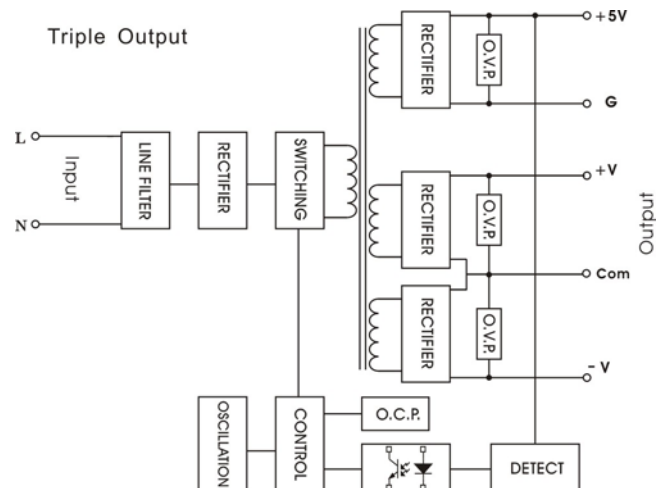 Triple Output
RECTIFIER
O.V.P.
+5V
G
L
N
Input
LINE FILTER
RECTIFIER
SWITCHING
RECTIFIER
O.V.P.
+V
Com
Output
RECTIFIER
O.V.P.
- V
OSCILLATION
CONTROL
O.C.P.
DETECT